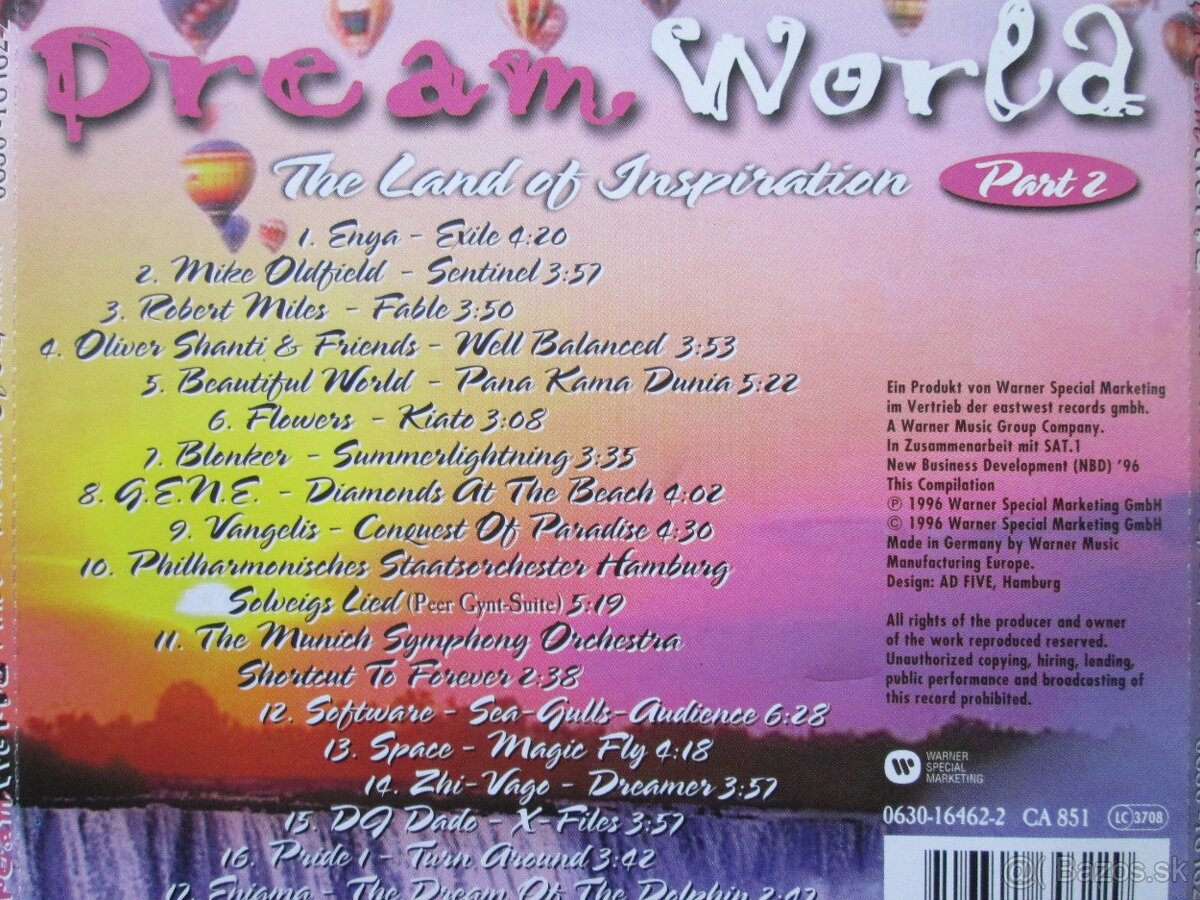 Dream World
The Land of Inspiration Part 2
1. Enya - Exile 4:20
2. Mike Oldfield - Sentinel 3:57
3. Robert Miles - Fable 3:50
4. Oliver Shanti & Friends - Well Balanced 3:53
5. Beautiful World - Pana Kama Dunia 5:22
6. Flowers - Kiato 3:08
7. Blonker - Summerlightning 3:35
8. G.E.N.E. - Diamonds At The Beach 4:02
9. Vangelis - Conquest Of Paradise 4:30
10. Philharmonisches Staatsorchester Hamburg
Solveigs Lied (Peer Gynt-Suite) 5:19
11. The Munich Symphony Orchestra
Shortcut To Forever 2:38
12. Software - Sea-Gulls-Audience 6:28
13. Space - Magic Fly 4:18
14. Zhi-Vago - Dreamer 3:57
15. DJ Dado - X-Files 3:57
16. Pride 1 - Turn Around 3:42
17. Enigma - The Dream Of The Dolphin
Ein Produkt von Warner Special Marketing
im Vertrieb der eastwest records gmbh.
A Warner Music Group Company.
In Zusammenarbeit mit SAT.1
New Business Development (NBD) '96
This Compilation
℗ 1996 Warner Special Marketing GmbH
© 1996 Warner Special Marketing GmbH
Made in Germany by Warner Music
Manufacturing Europe.
Design: AD FIVE, Hamburg
All rights of the producer and owner
of the work reproduced reserved.
Unauthorized copying, hiring, lending,
public performance and broadcasting of
this record prohibited.
WARNER
SPECIAL
MARKETING
0630-16462-2 CA 851 LC 3708
Bazos.sk